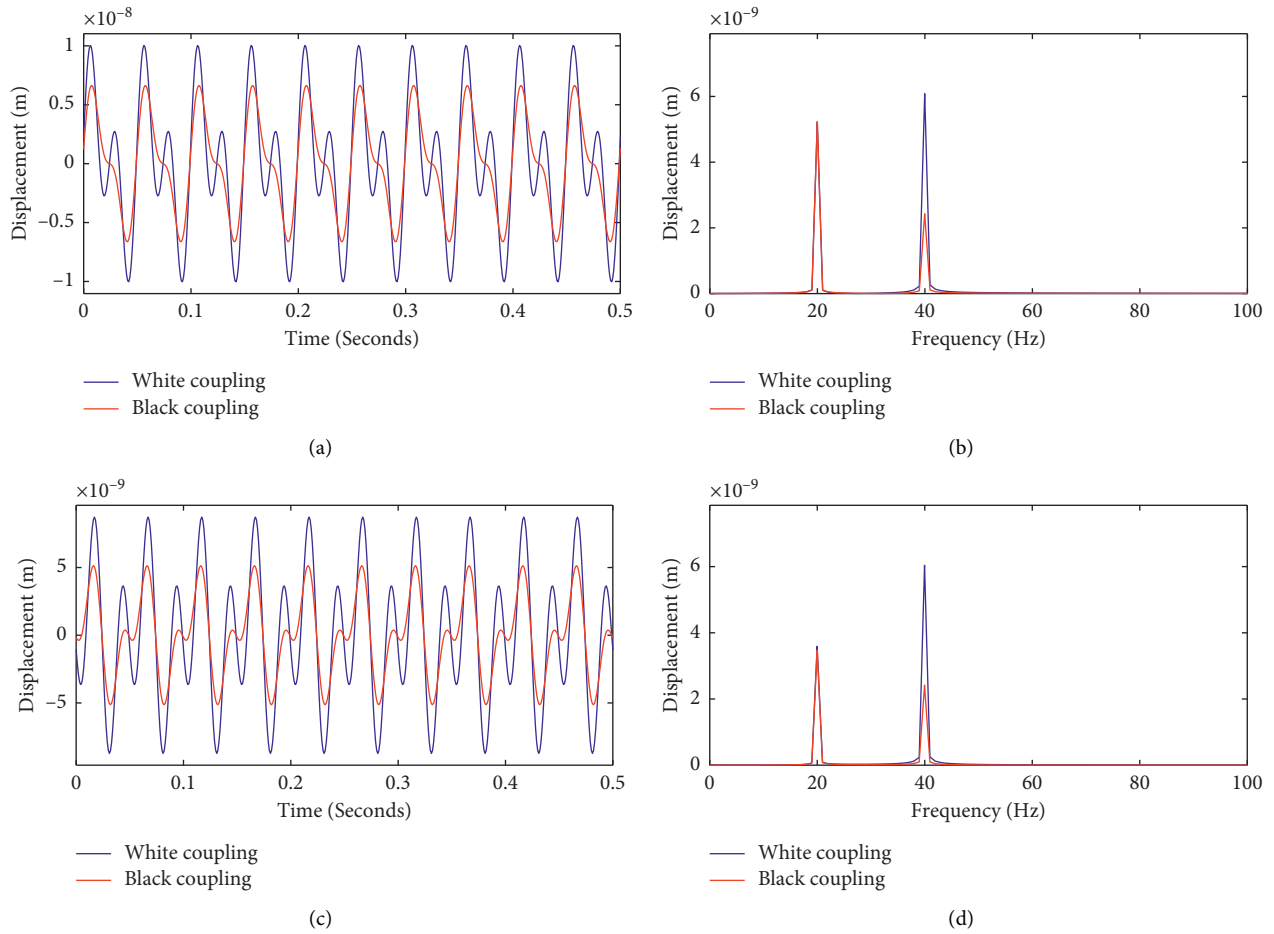 ×10–8
1
0.5
0
–0.5
–1
Displacement (m)
0 0.1 0.2 0.3 0.4 0.5
Time (Seconds)
White coupling
Black coupling
(a)
×10–9
6
4
2
0
Displacement (m)
0 20 40 60 80 100
Frequency (Hz)
White coupling
Black coupling
(b)
×10–9
5
0
–5
Displacement (m)
0 0.1 0.2 0.3 0.4 0.5
Time (Seconds)
White coupling
Black coupling
(c)
×10–9
6
4
2
0
Displacement (m)
0 20 40 60 80 100
Frequency (Hz)
White coupling
Black coupling
(d)